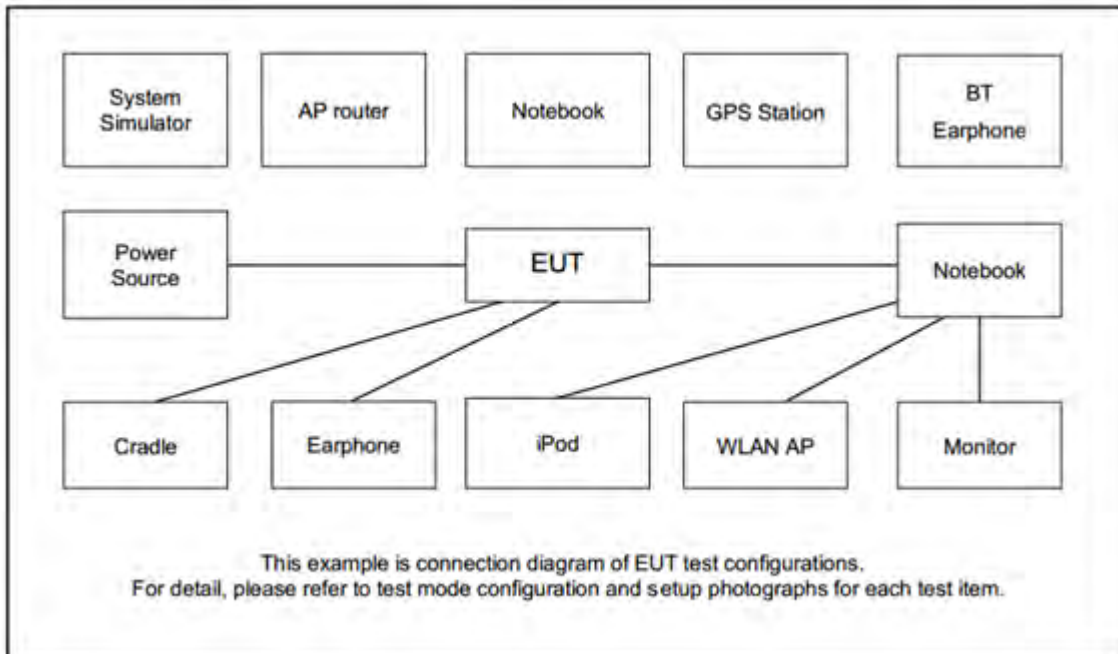 System
Simulator
AP router
Notebook
GPS Station
BT
Earphone
Power
Source
EUT
Notebook
Cradle
Earphone
iPod
WLAN AP
Monitor
This example is connection diagram of EUT test configurations.
For detail, please refer to test mode configuration and setup photographs for each test item.